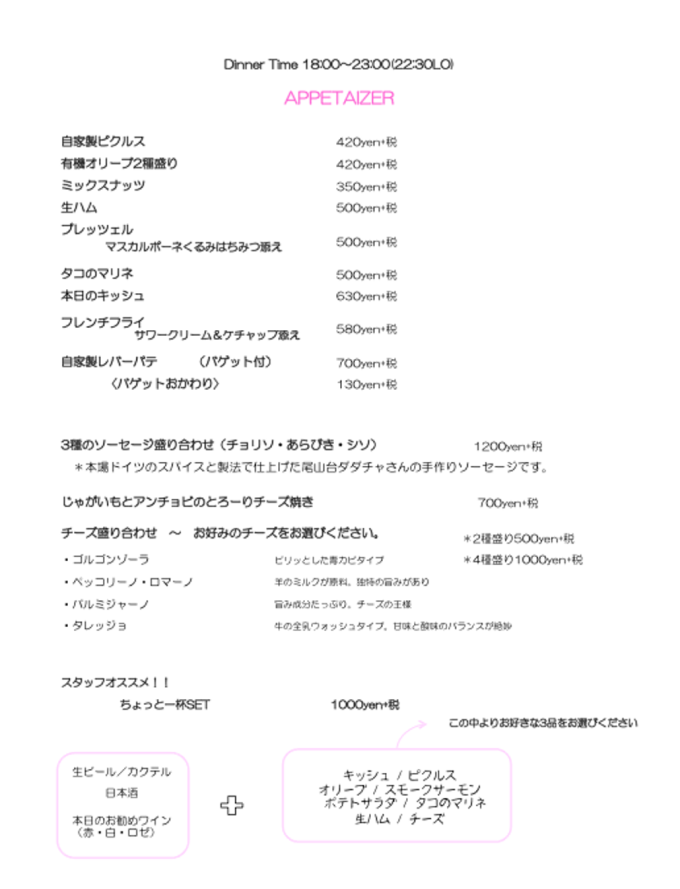 Dinner Time 18:00～23:00(22:30LO)
APPETAIZER
自家製ピクルス 420yen+税
有機オリーブ2種盛り 420yen+税
ミックスナッツ 350yen+税
生ハム 500yen+税
プレッツェル
マスカルポーネくるみはちみつ添え 500yen+税
タコのマリネ 500yen+税
本日のキッシュ 630yen+税
フレンチフライ
サワークリーム&ケチャップ添え 580yen+税
自家製レバーパテ （バゲット付） 700yen+税
〈バゲットおかわり〉 130yen+税
3種のソーセージ盛り合わせ（チョリソ・あらびき・シソ） 1200yen+税
＊本場ドイツのスパイスと製法で仕上げた尾山台ダダチャさんの手作りソーセージです。
じゃがいもとアンチョビのとろーりチーズ焼き 700yen+税
チーズ盛り合わせ ～ お好みのチーズをお選びください。 ＊2種盛り500yen+税
・ゴルゴンゾーラ ピリッとした青カビタイプ ＊4種盛り1000yen+税
・ペッコリーノ・ロマーノ 羊のミルクが原料。独特の旨みがあり
・パルミジャーノ 旨み成分たっぷり。チーズの王様
・タレッジョ 牛の全乳ウォッシュタイプ。甘味と酸味のバランスが絶妙
スタッフオススメ！！
ちょっと一杯SET 1000yen+税
この中よりお好きな3品をお選びください
生ビール／カクテル
日本酒
本日のお勧めワイン
（赤・白・ロゼ）
キッシュ / ピクルス
オリーブ / スモークサーモン
ポテトサラダ / タコのマリネ
生ハム / チーズ